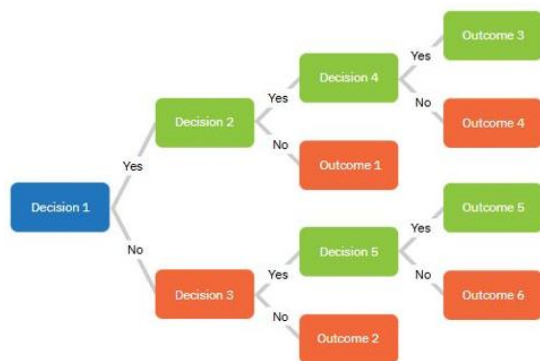 Outcome 3
Yes
Decision 4
Yes
No
Decision 2
Outcome 4
No
Yes
Outcome 1
Decision 1
Outcome 5
Yes
No
Decision 5
Yes
No
Decision 3
Outcome 6
No
Outcome 2